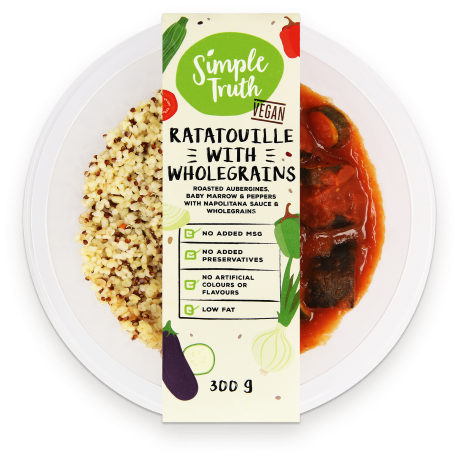 Simple
Truth
VEGAN
RATATOUILLE
WITH
WHOLEGRAINS
ROASTED AUBERGINES,
BABY MARROW & PEPPERS
WITH NAPOLITANA SAUCE &
WHOLEGRAINS
NO ADDED MSG
NO ADDED
PRESERVATIVES
NO ARTIFICIAL
COLOURS OR
FLAVOURS
LOW FAT
300 g